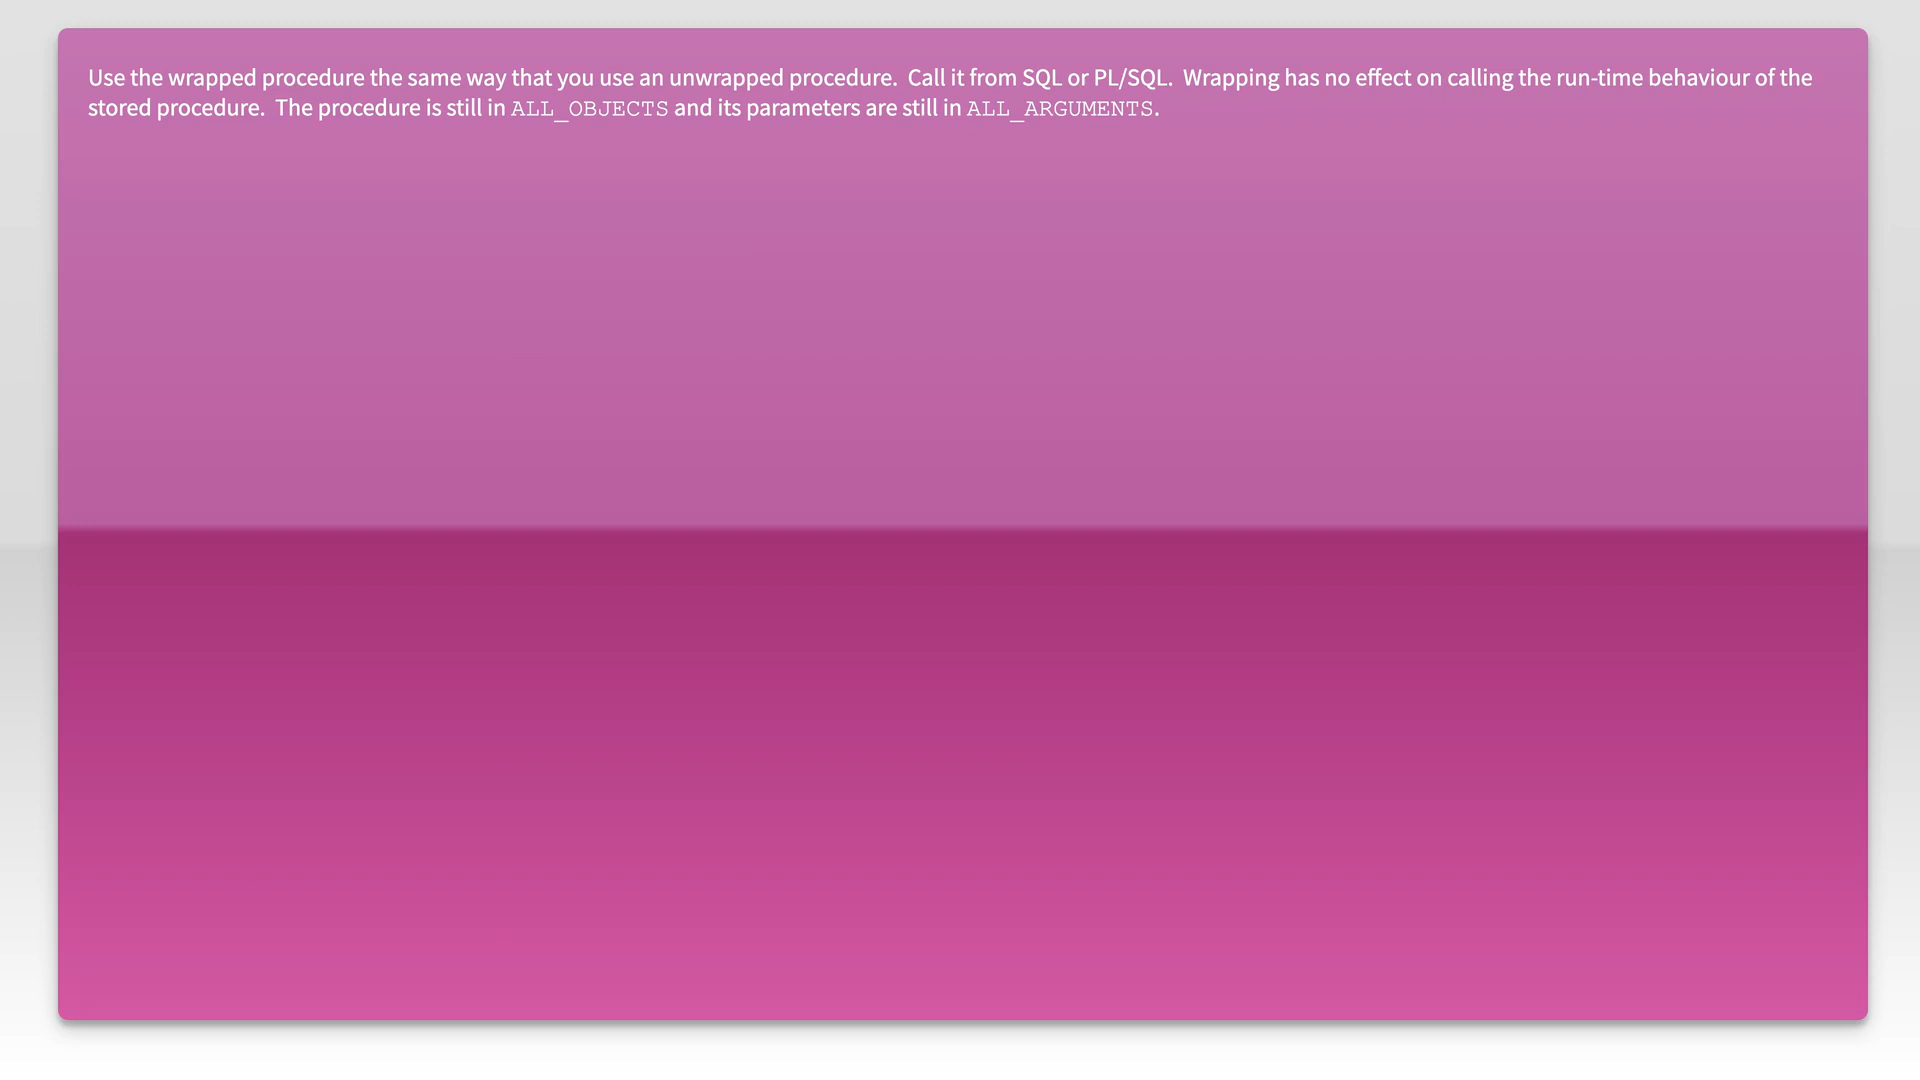 Use the wrapped procedure the same way that you use an unwrapped procedure.  Call it from SQL or PL/SQL.  Wrapping has no effect on calling the run-time behaviour of the
stored procedure.  The procedure is still in ALL_OBJECTS and its parameters are still in ALL_ARGUMENTS.